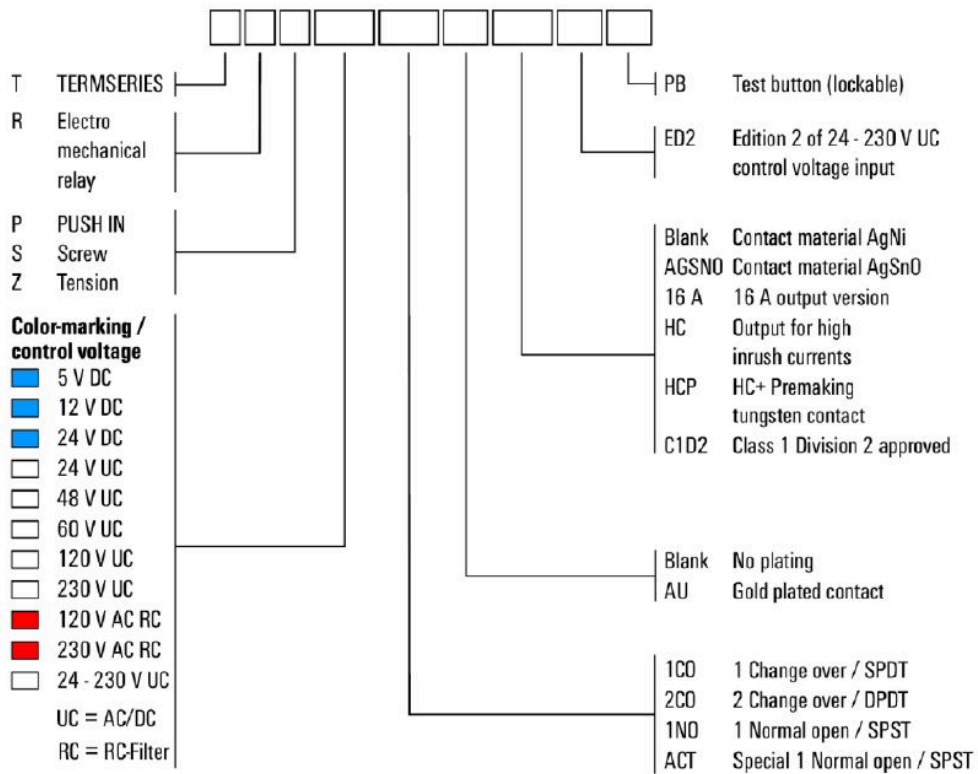 T TERMSERIES
R Electro
mechanical
relay
P PUSH IN
S Screw
Z Tension
Color-marking /
control voltage
5 V DC
12 V DC
24 V DC
24 V UC
48 V UC
60 V UC
120 V UC
230 V UC
120 V AC RC
230 V AC RC
24 - 230 V UC
UC = AC/DC
RC = RC-Filter
PB Test button (lockable)
ED2 Edition 2 of 24 - 230 V UC
control voltage input
Blank Contact material AgNi
AGSNO Contact material AgSnO
16 A 16 A output version
HC Output for high
inrush currents
HCP HC+ Premaking
tungsten contact
C1D2 Class 1 Division 2 approved
Blank No plating
AU Gold plated contact
1CO 1 Change over / SPDT
2CO 2 Change over / DPDT
1NO 1 Normal open / SPST
ACT Special 1 Normal open / SPST